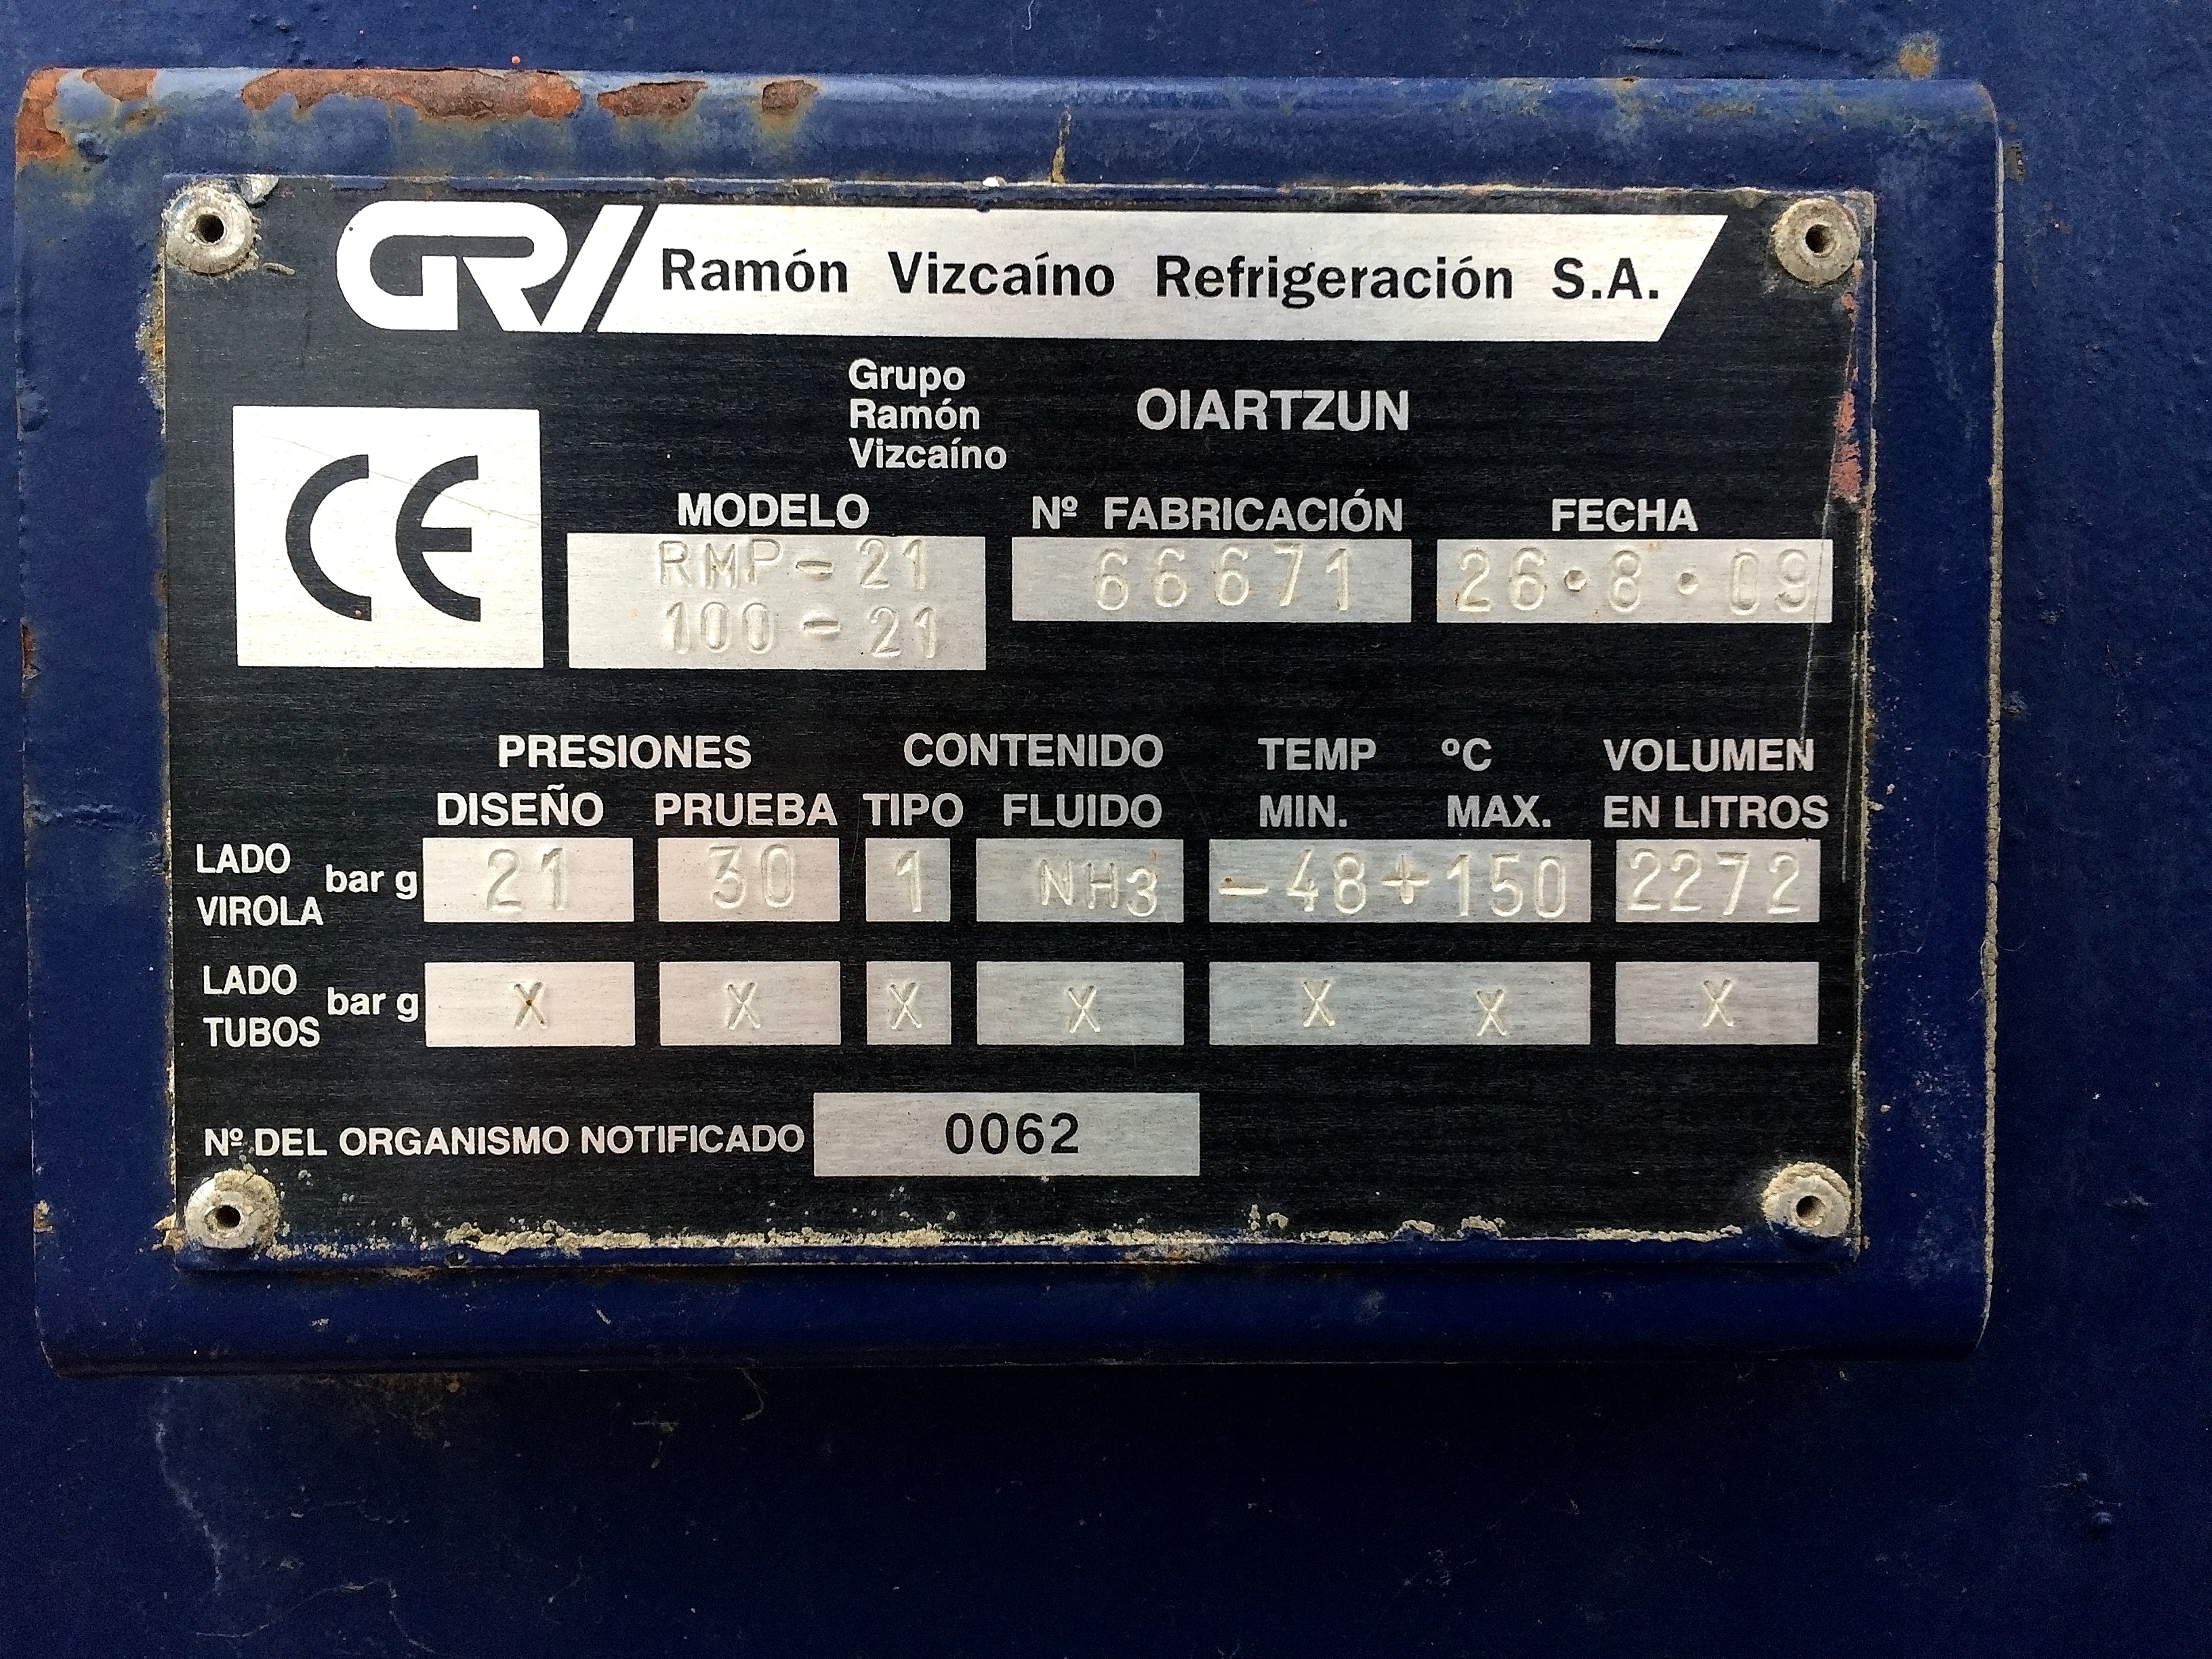 GRV Ramón Vizcaíno Refrigeración S.A.
Grupo
Ramón
Vizcaíno
OIARTZUN
CE
MODELO Nº FABRICACIÓN FECHA
RMP-21 66671 26·8·09
100-21
PRESIONES CONTENIDO TEMP ºC VOLUMEN
DISEÑO PRUEBA TIPO FLUIDO MIN. MAX. EN LITROS
LADO VIROLA bar g 21 30 1 NH3 -48 +150 2272
LADO TUBOS bar g X X X X X X X
Nº DEL ORGANISMO NOTIFICADO 0062